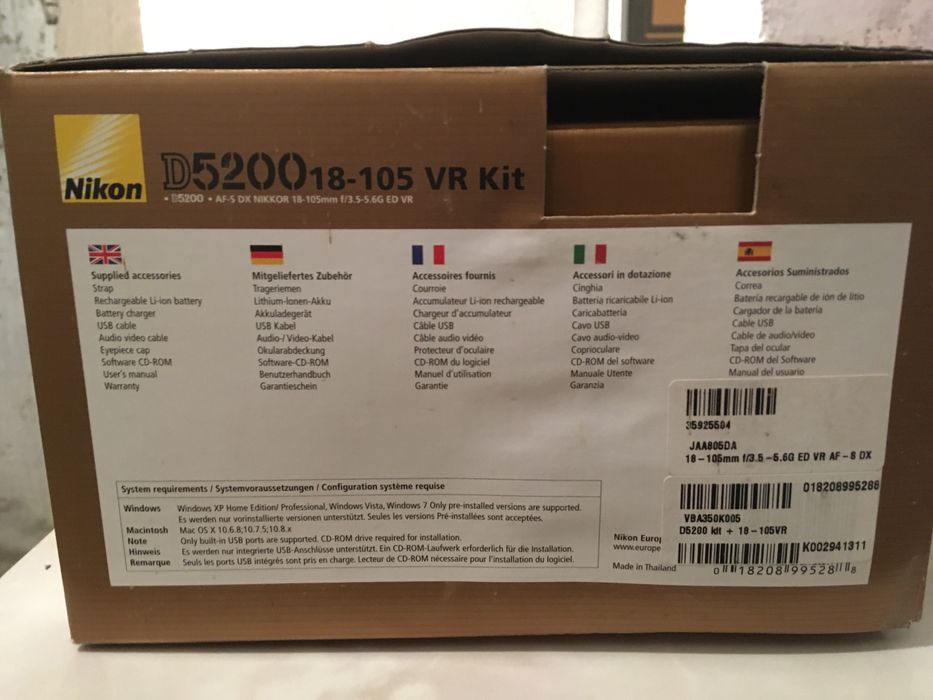 Nikon
D5200 18-105 VR Kit
• D5200 • AF-S DX NIKKOR 18-105mm f/3.5-5.6G ED VR
Supplied accessories
Strap
Rechargeable Li-ion battery
Battery charger
USB cable
Audio video cable
Eyepiece cap
Software CD-ROM
User's manual
Warranty
Mitgeliefertes Zubehör
Trageriemen
Lithium-Ionen-Akku
Akkuladegerät
USB Kabel
Audio-/ Video-Kabel
Okularabdeckung
Software-CD-ROM
Benutzerhandbuch
Garantieschein
Accessoires fournis
Courroie
Accumulateur Li-ion rechargeable
Chargeur d'accumulateur
Câble USB
Câble audio vidéo
Protecteur d'oculaire
CD-ROM du logiciel
Manuel d'utilisation
Garantie
Accessori in dotazione
Cinghia
Batteria ricaricabile Li-ion
Caricabatteria
Cavo USB
Cavo audio-video
Coprioculare
CD-ROM del software
Manuale Utente
Garanzia
Accesorios Suministrados
Correa
Batería recargable de ión de litio
Cargador de la batería
Cable USB
Cable de audio/vídeo
Tapa del ocular
CD-ROM del Software
Manual del usuario
35925504
JAA805DA
18-105mm f/3.5-5.6G ED VR AF-S DX
018208995288
VBA350K005
D5200 kit + 18-105VR
K002941311
0 18208 99528 8
System requirements / Systemvoraussetzungen / Configuration système requise
Windows Windows XP Home Edition/ Professional, Windows Vista, Windows 7 Only pre-installed versions are supported.
Es werden nur vorinstallierte versionen unterstützt. Seules les versions Pré-installées sont acceptées.
Macintosh Mac OS X 10.6.8;10.7.5;10.8.x
Note Only built-in USB ports are supported. CD-ROM drive required for installation.
Hinweis Es werden nur integrierte USB-Anschlüsse unterstützt. Ein CD-ROM-Laufwerk erforderlich für die Installation.
Remarque Seuls les ports USB intégrés sont pris en charge. Lecteur de CD-ROM nécessaire pour l'installation du logiciel.
Nikon Europ
www.europe
Made in Thailand